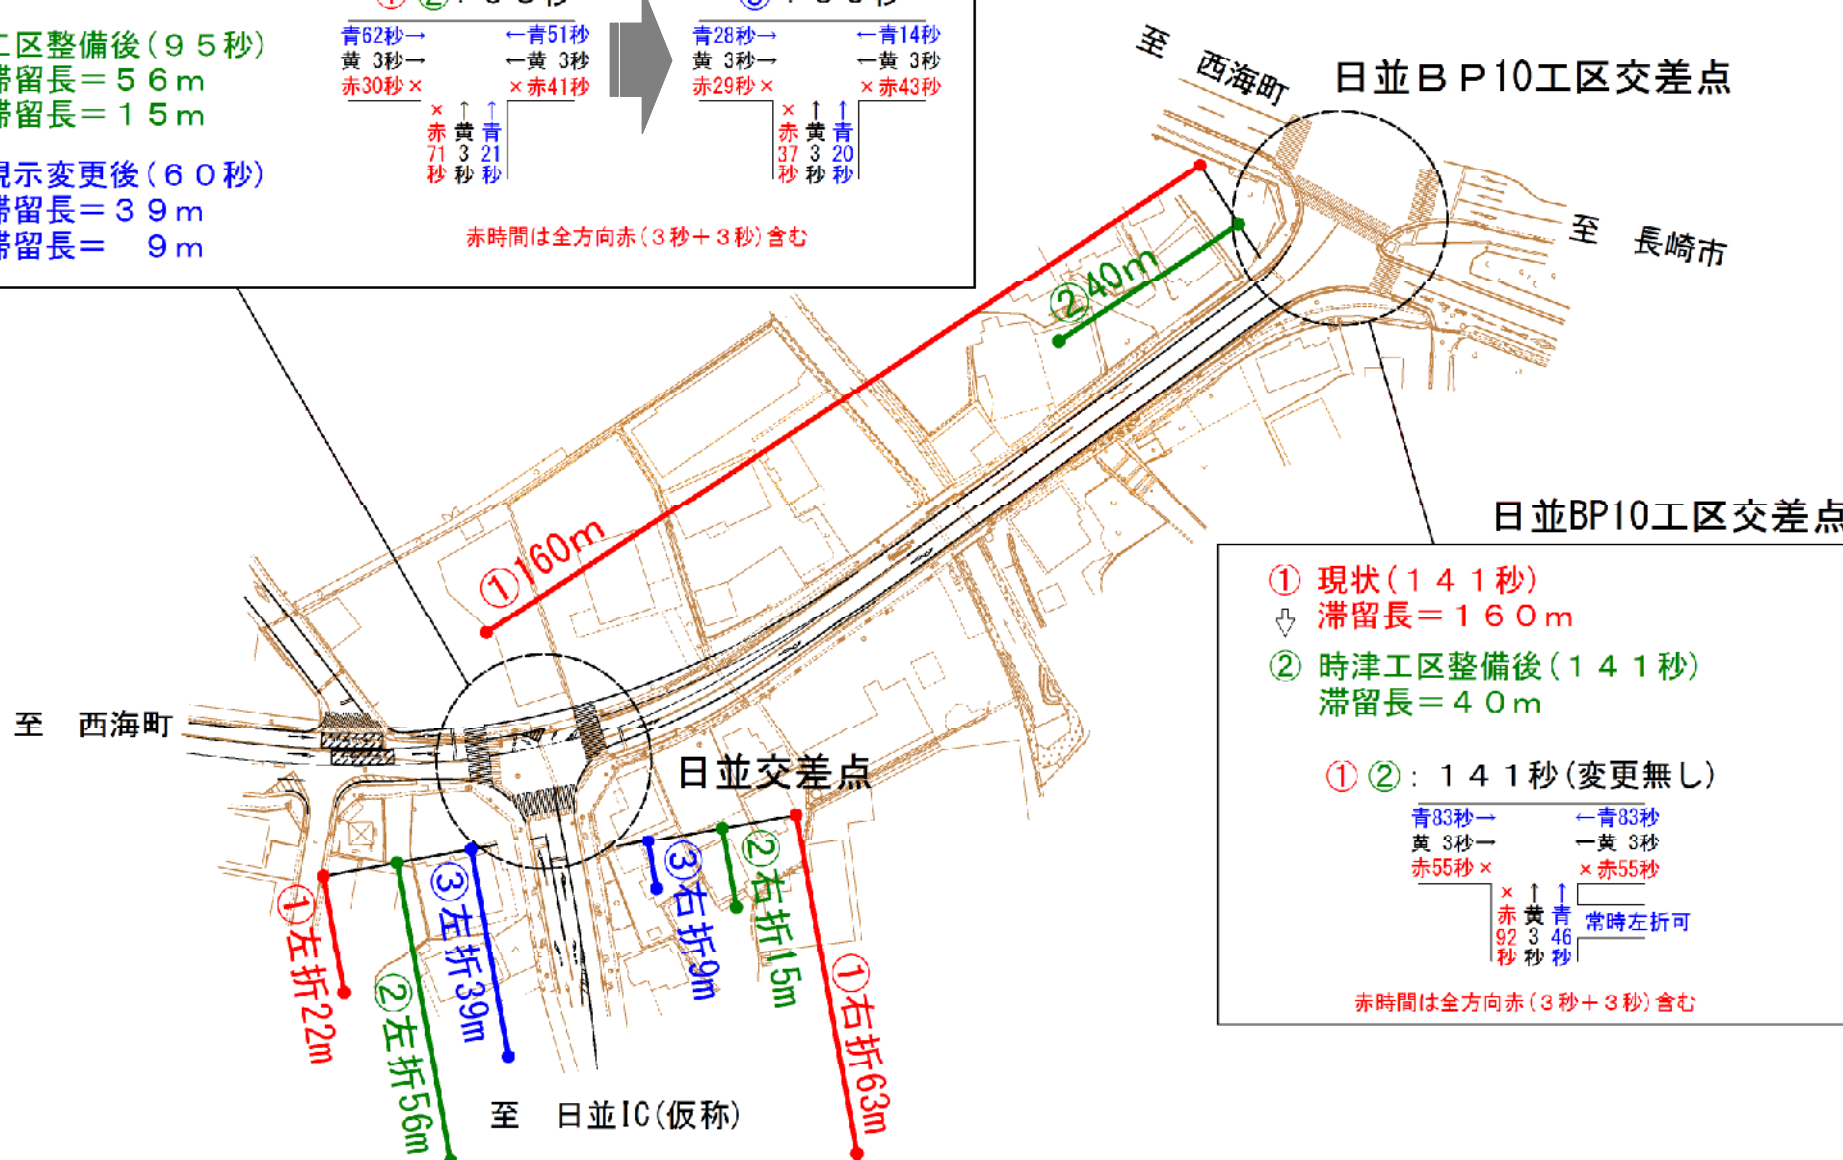 工区整備後(９５秒)
滞留長＝５６ｍ
滞留長＝１５ｍ
現示変更後(６０秒)
滞留長＝３９ｍ
滞留長＝　９ｍ
青62秒→
←青51秒
黄 3秒→
←黄 3秒
赤30秒×
×赤41秒
×赤71秒
↑黄3秒
↑青21秒
青28秒→
←青14秒
黄 3秒→
←黄 3秒
赤29秒×
×赤43秒
×赤37秒
↑黄3秒
↑青20秒
赤時間は全方向赤(３秒＋３秒)含む
至　西海町
日並ＢＰ10工区交差点
至　長崎市
②40m
①160m
日並BP10工区交差点
① 現状(１４１秒)
滞留長＝１６０ｍ
② 時津工区整備後(１４１秒)
滞留長＝４０ｍ
①②：１４１秒(変更無し)
青83秒→
←青83秒
黄 3秒→
←黄 3秒
赤55秒×
×赤55秒
×赤92秒
↑黄3秒
↑青46秒
常時左折可
赤時間は全方向赤(３秒＋３秒)含む
至　西海町
日並交差点
①左折22m
②左折56m
③左折39m
③右折9m
②右折15m
①右折63m
至　日並IC(仮称)